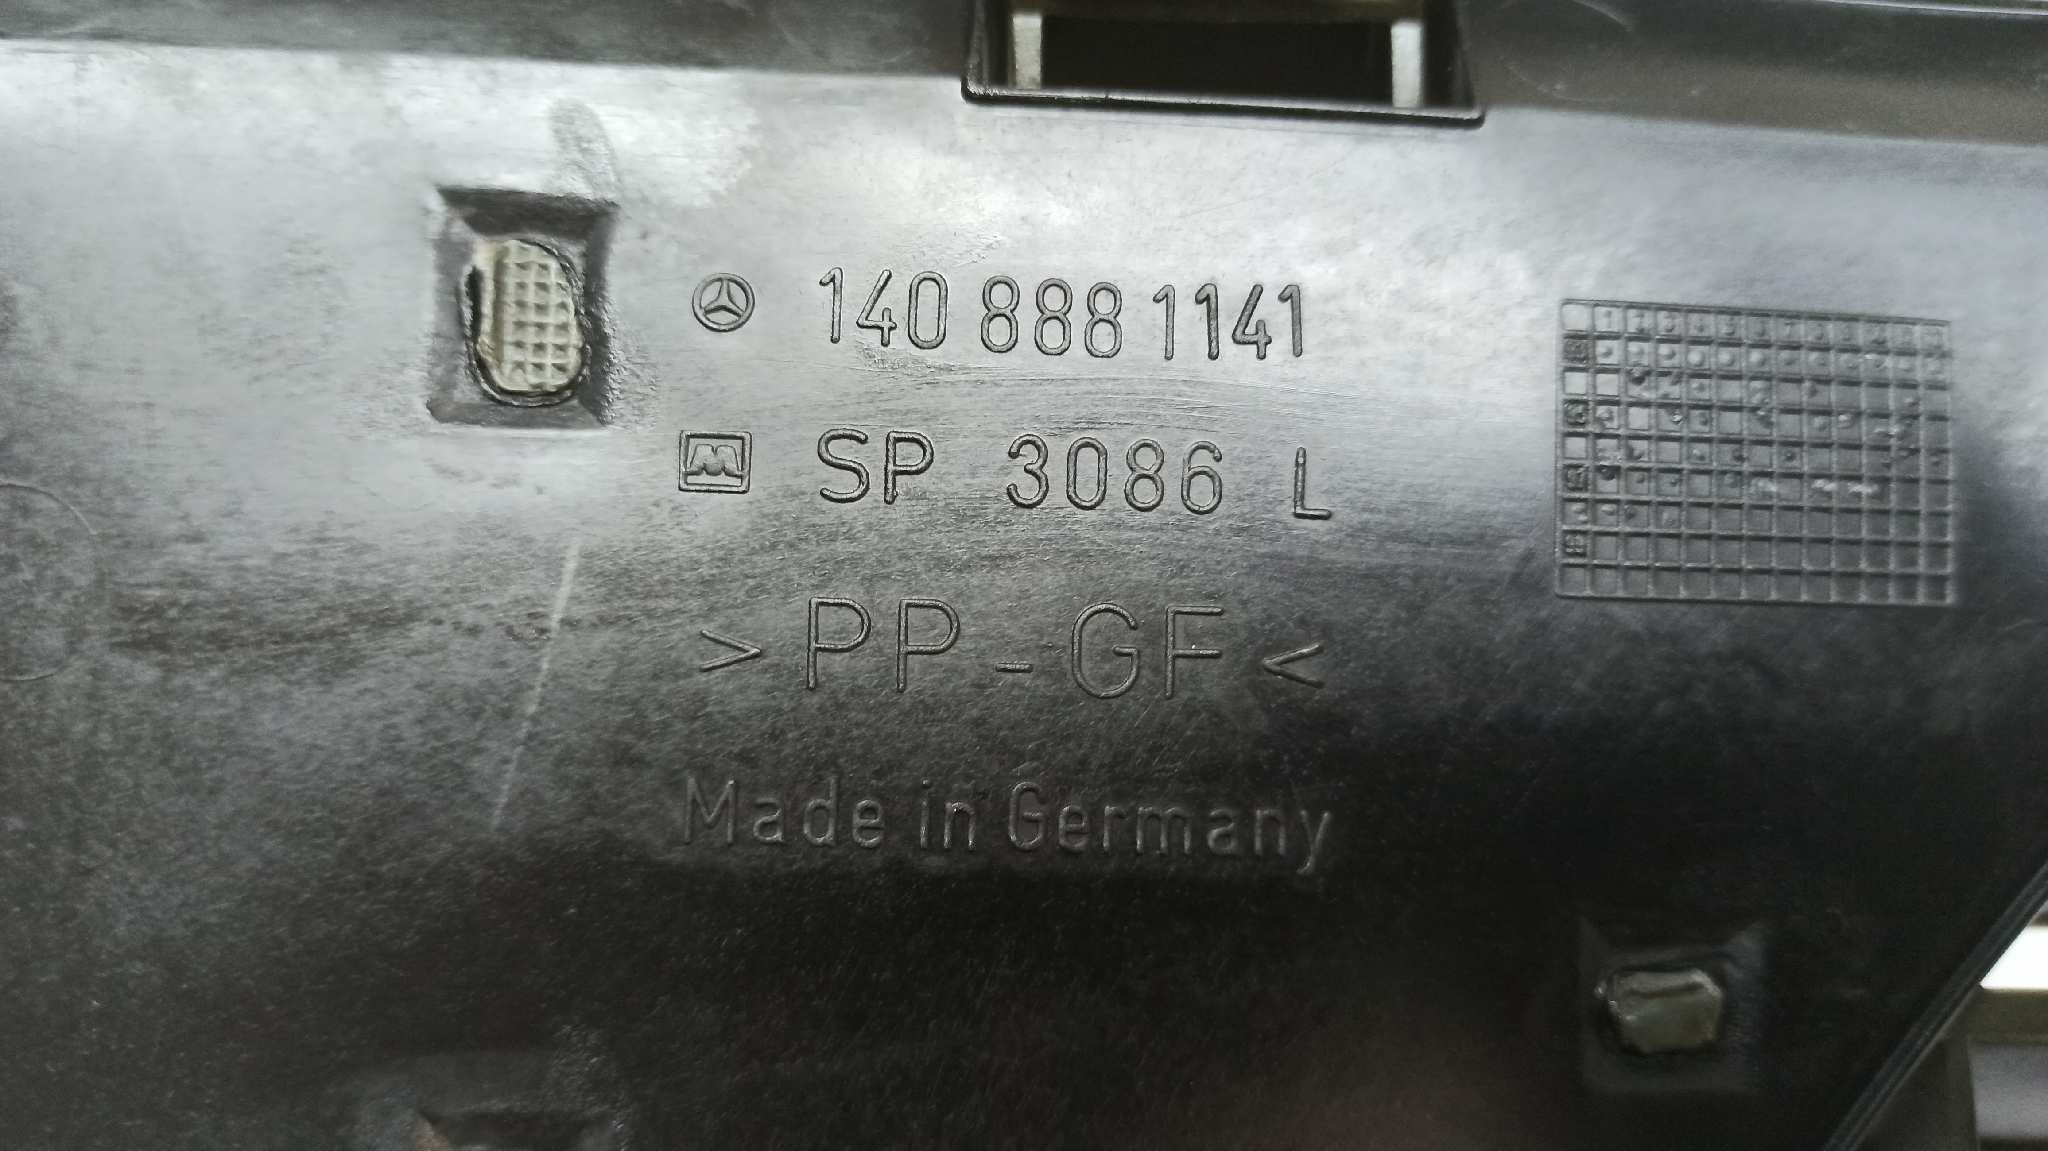 140 888 1141
SP 3086 L
>PP-GF<
Made in Germany